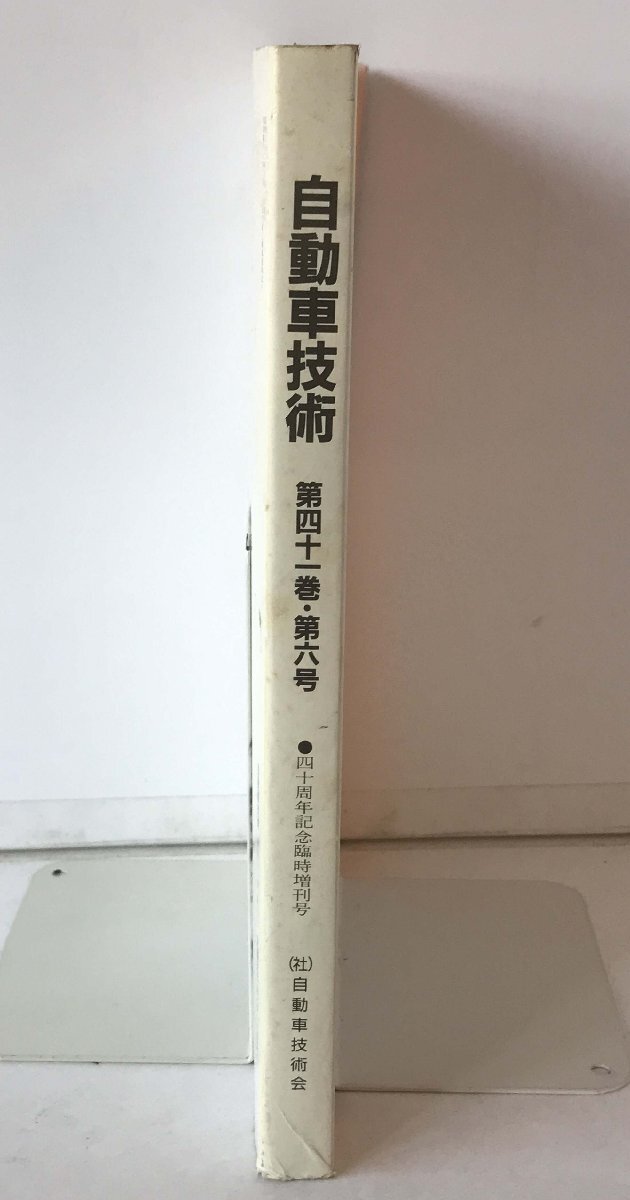 自動車技術
第四十一巻・第六号
●四十周年記念臨時増刊号
(社)自動車技術会